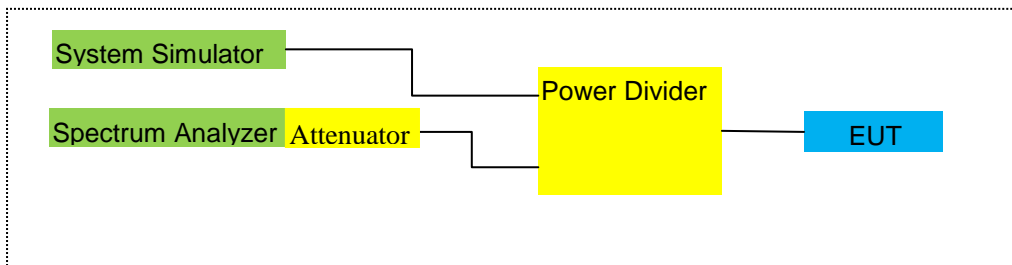 System Simulator
Power Divider
Spectrum Analyzer Attenuator
EUT